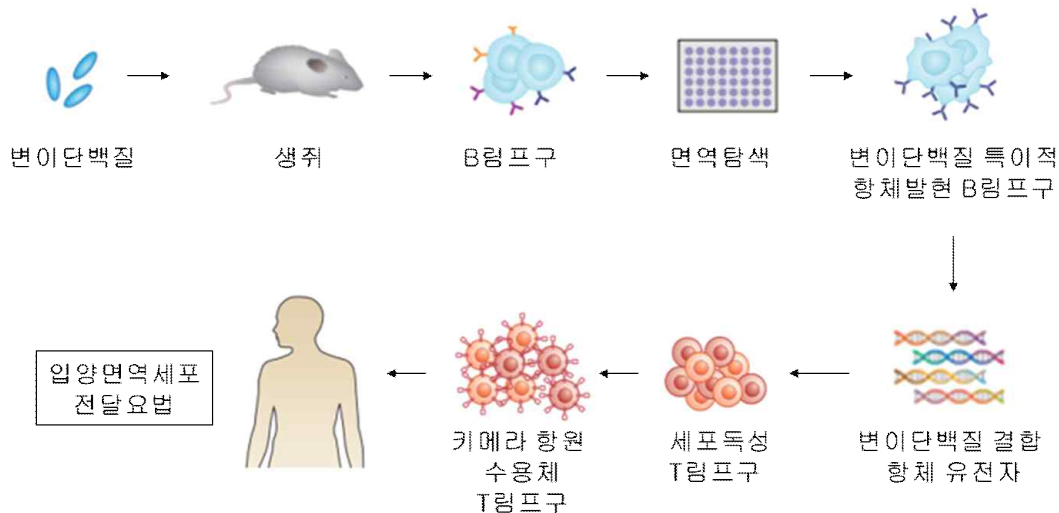 변이단백질
생쥐
B림프구
면역탐색
변이단백질 특이적
항체발현 B림프구
입양면역세포
전달요법
키메라 항원
수용체
T림프구
세포독성
T림프구
변이단백질 결합
항체 유전자